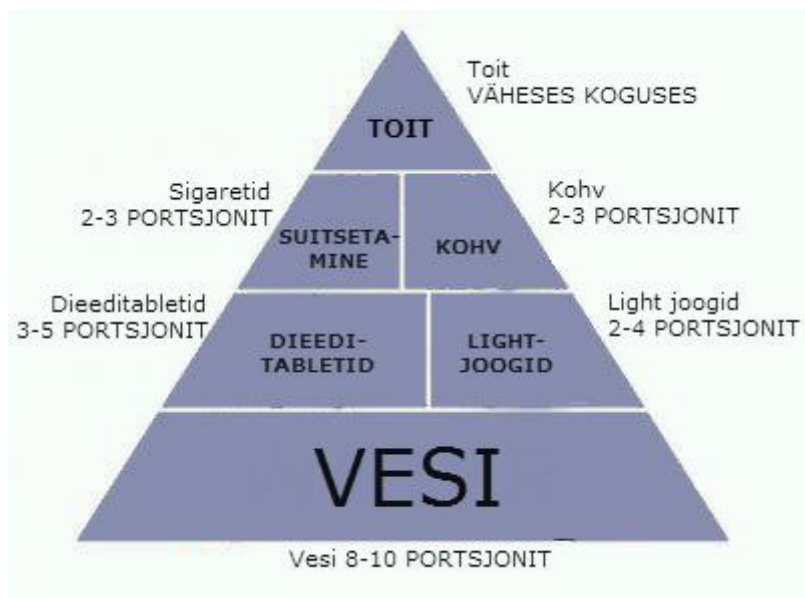 Toit
VÄHESES KOGUSES
TOIT
Sigaretid
2-3 PORTSJONIT
Kohv
2-3 PORTSJONIT
SUITSETA-
MINE
KOHV
Dieeditabletid
3-5 PORTSJONIT
Light joogid
2-4 PORTSJONIT
DIEEDI-
TABLETID
LIGHT-
JOOGID
VESI
Vesi 8-10 PORTSJONIT